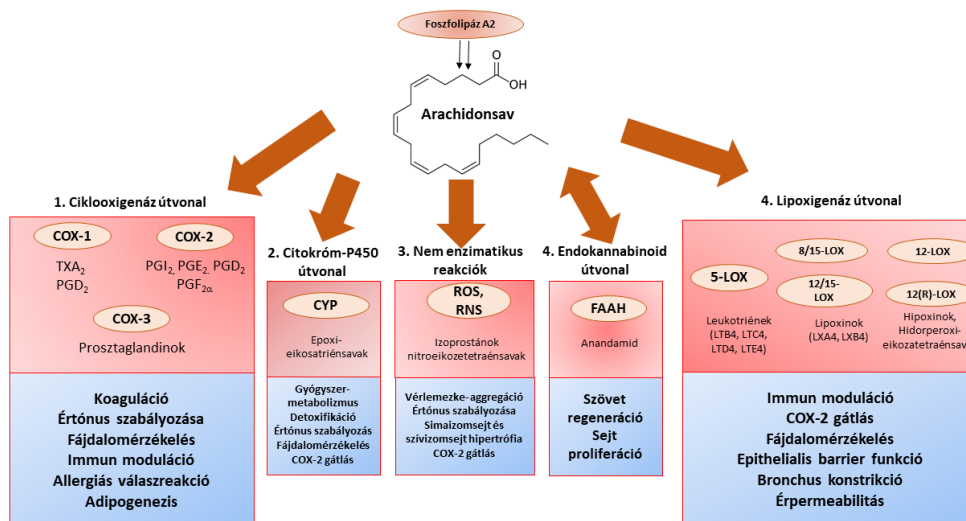 Foszfolipáz A2
O
OH
Arachidonsav
1. Ciklooxigenáz útvonal
COX-1
COX-2
TXA2
PGD2
PGI2, PGE2, PGD2
PGF2α,
COX-3
Prosztaglandinok
Koaguláció
Értónus szabályozása
Fájdalomérzékelés
Immun moduláció
Allergiás válaszreakció
Adipogenezis
2. Citokróm-P450
útvonal
CYP
Epoxi-
eikosatriénsavak
Gyógyszer-
metabolizmus
Detoxifikáció
Értónus szabályozás
Fájdalomérzékelés
COX-2 gátlás
3. Nem enzimatikus
reakciók
ROS,
RNS
Izoprostánok
nitroeikozetetraénsavak
Vérlemezke-aggregáció
Értónus szabályozása
Simaizomsejt és
szívizomsejt hipertrófia
COX-2 gátlás
4. Endokannabinoid
útvonal
FAAH
Anandamid
Szövet
regeneráció
Sejt
proliferáció
4. Lipoxigenáz útvonal
5-LOX
Leukotriének
(LTB4, LTC4,
LTD4, LTE4)
8/15-LOX
12/15-
LOX
Lipoxinok
(LXA4, LXB4)
12-LOX
12(R)-LOX
Hipoxinok,
Hidorperoxi-
eikozatetraénsav
Immun moduláció
COX-2 gátlás
Fájdalomérzékelés
Epithelialis barrier funkció
Bronchus konstrikció
Érpermeabilitás